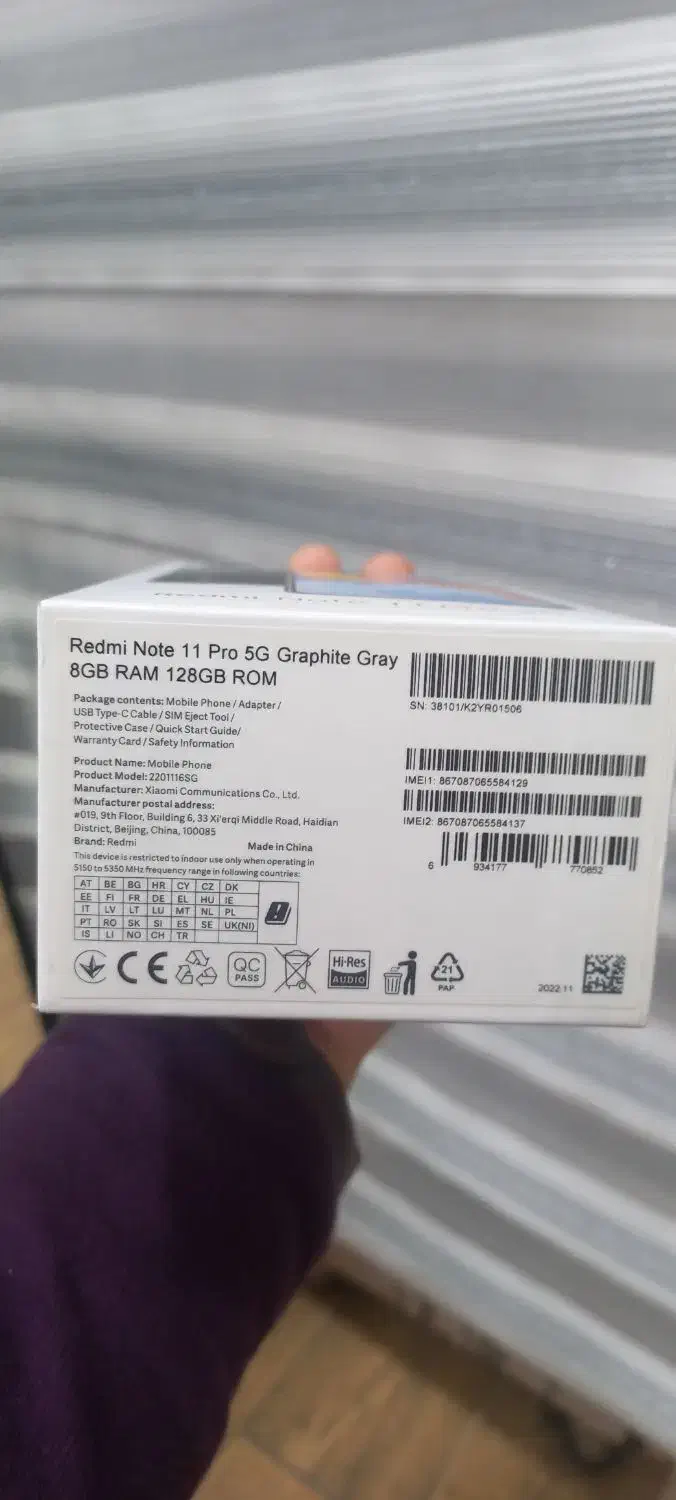 Redmi Note 11 Pro 5G Graphite Gray
8GB RAM 128GB ROM
Package contents: Mobile Phone / Adapter /
USB Type-C Cable / SIM Eject Tool /
Protective Case / Quick Start Guide/
Warranty Card / Safety Information
Product Name: Mobile Phone
Product Model: 2201116SG
Manufacturer: Xiaomi Communications Co., Ltd.
Manufacturer postal address:
#019, 9th Floor, Building 6, 33 Xi'erqi Middle Road, Haidian
District, Beijing, China, 100085
Brand: Redmi
Made in China
This device is restricted to indoor use only when operating in
5150 to 5350 MHz frequency range in following countries:
AT BE BG HR CY CZ DK
EE FI FR DE EL HU IE
IT LV LT LU MT NL PL
PT RO SK SI ES SE UK(NI)
IS LI NO CH TR
SN: 38101/K2YR01506
IMEI1: 867087065584129
IMEI2: 867087065584137
6 934177 770852
CE
QC
PASS
Hi-Res
AUDIO
21
PAP
2022.11